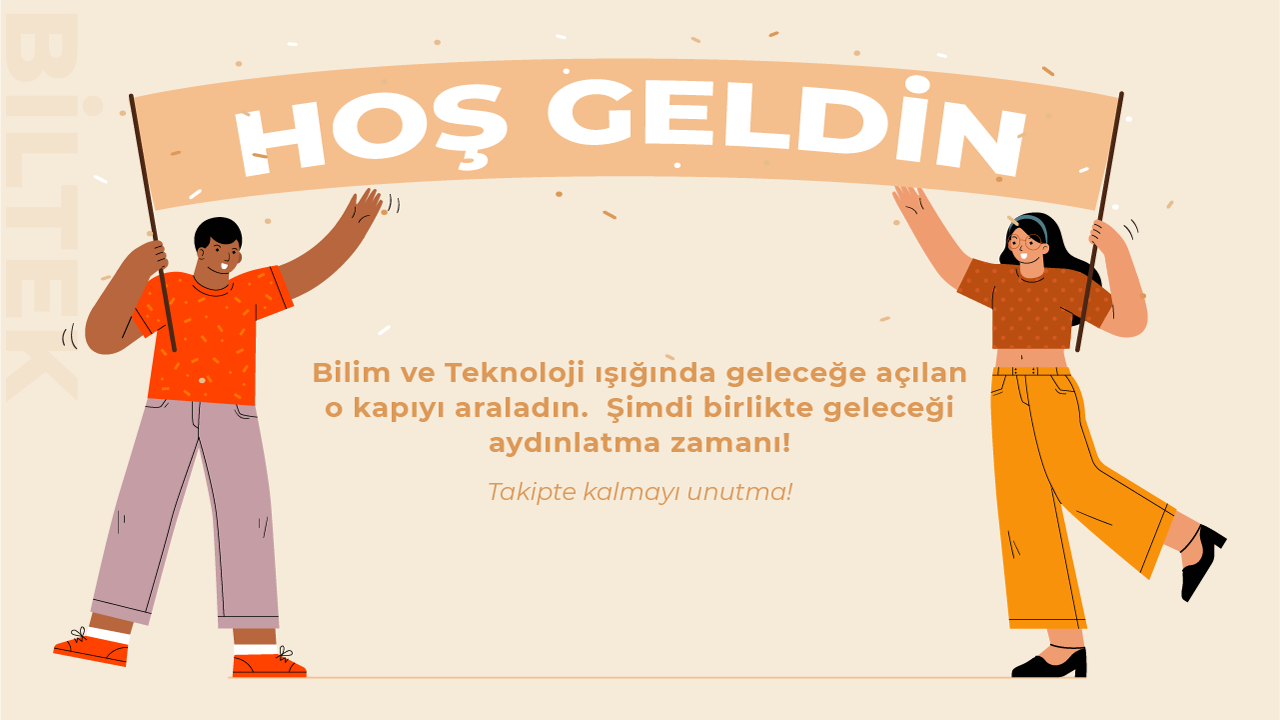 BİLTEK
HOŞ GELDİN
Bilim ve Teknoloji ışığında geleceğe açılan
o kapıyı araladın.  Şimdi birlikte geleceği
aydınlatma zamanı!
Takipte kalmayı unutma!